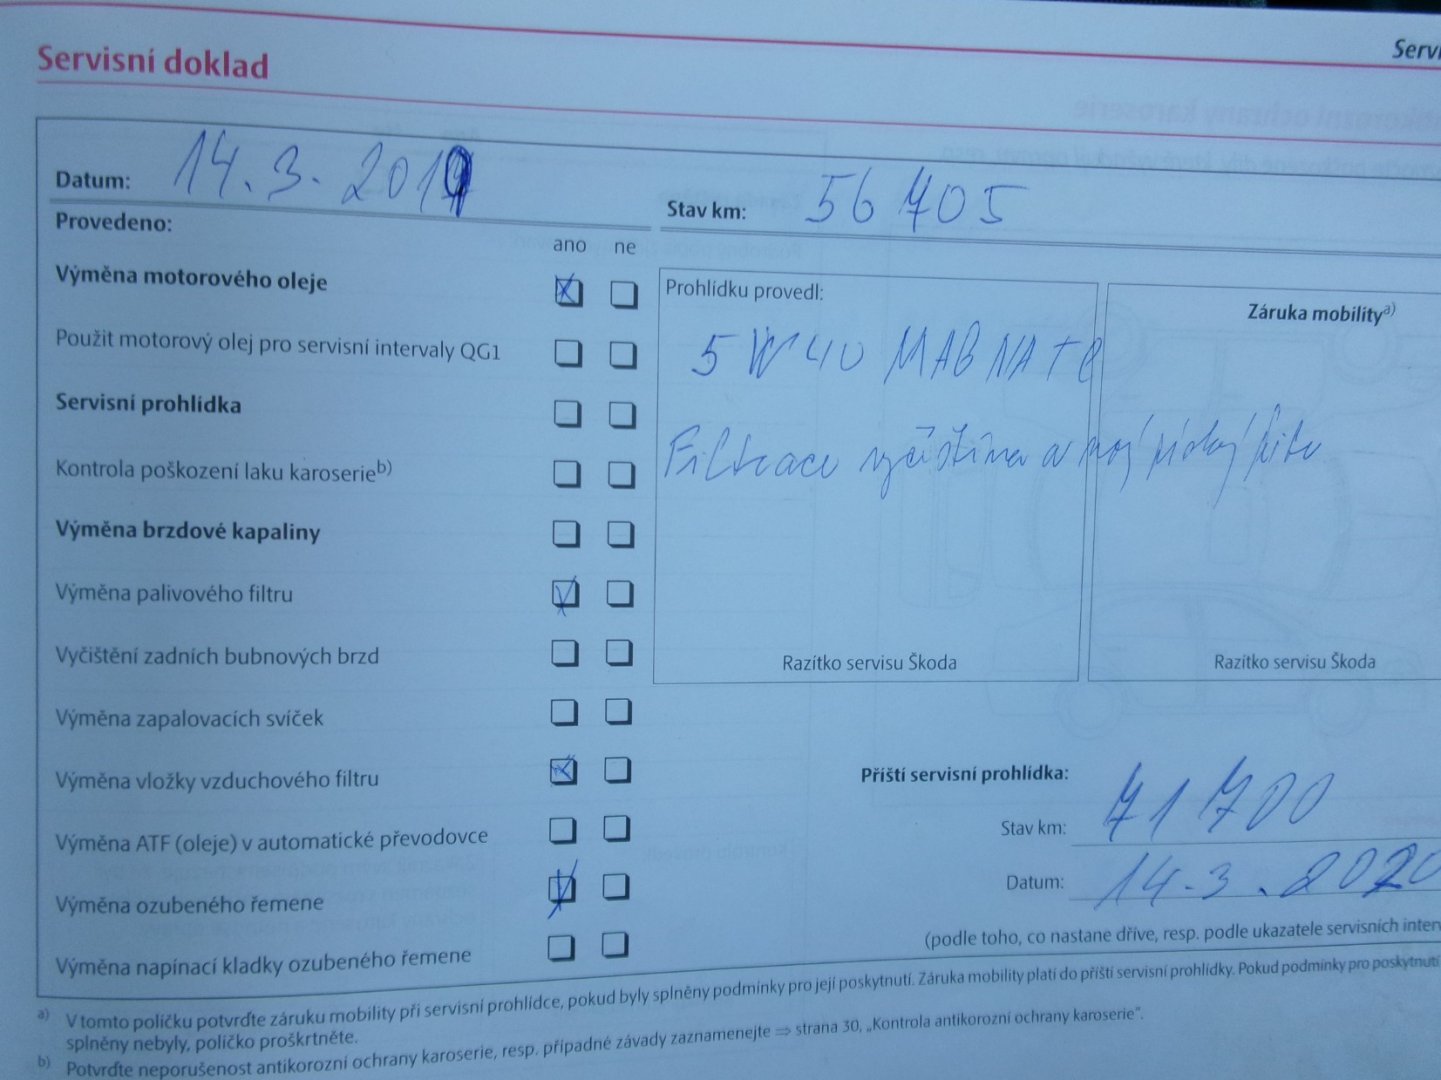 Servi
Servisní doklad
Datum: 14.3.2019
Stav km: 56705
Provedeno:
ano ne
Výměna motorového oleje
Použit motorový olej pro servisní intervaly QG1
Servisní prohlídka
Kontrola poškození laku karoserieb)
Výměna brzdové kapaliny
Výměna palivového filtru
Vyčištění zadních bubnových brzd
Výměna zapalovacích svíček
Výměna vložky vzduchového filtru
Výměna ATF (oleje) v automatické převodovce
Výměna ozubeného řemene
Výměna napínací kladky ozubeného řemene
Prohlídku provedl:
5W40
Filtrace a
Razítko servisu Škoda
Záruka mobilitya)
Razítko servisu Škoda
Příští servisní prohlídka:
Stav km: 71700
Datum: 14.3.2020
(podle toho, co nastane dříve, resp. podle ukazatele servisních inter
a) V tomto políčku potvrďte záruku mobility při servisní prohlídce, pokud byly splněny podmínky pro její poskytnutí. Záruka mobility platí do příští servisní prohlídky. Pokud podmínky pro poskytnutí
splněny nebyly, políčko proškrtněte.
b) Potvrďte neporušenost antikorozní ochrany karoserie, resp. případné závady zaznamenejte ⇒ strana 30, „Kontrola antikorozní ochrany karoserie".